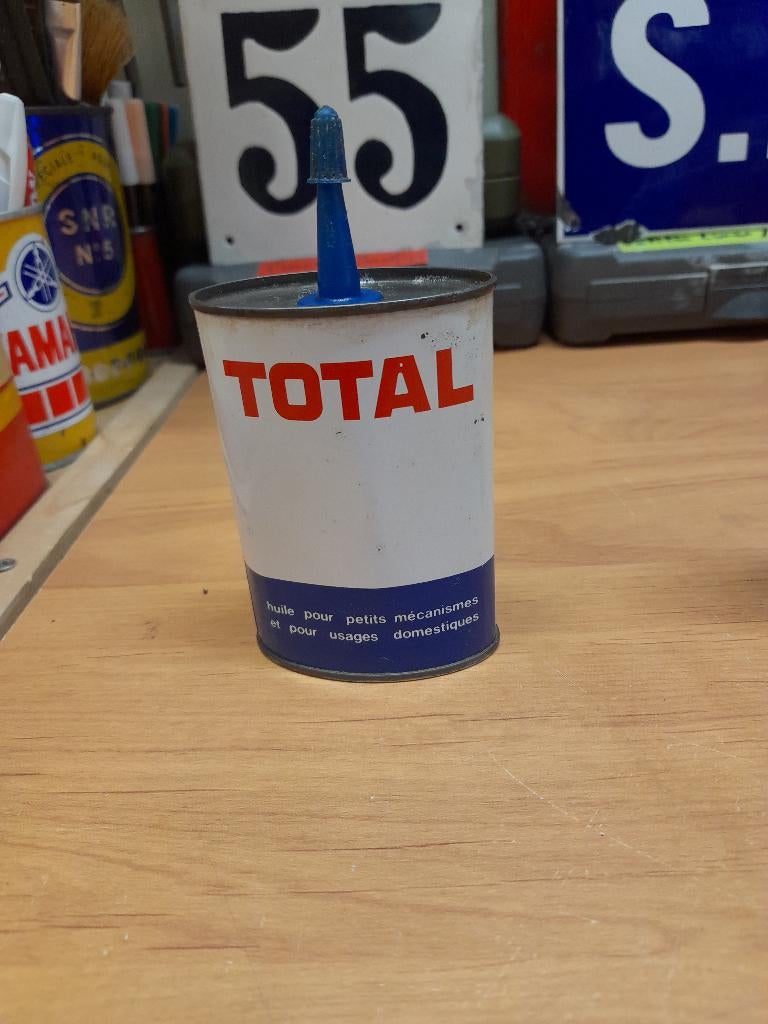 55
S.
SNR
N°5
AMA
TOTAL
huile pour petits mécanismes
et pour usages domestiques